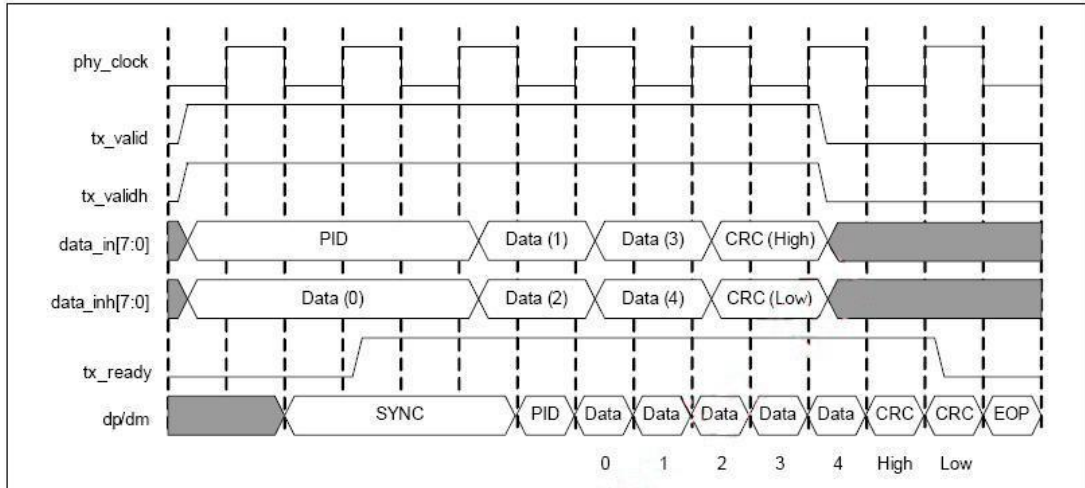 phy_clock
tx_valid
tx_validh
data_in[7:0] PID Data (1) Data (3) CRC (High)
data_inh[7:0] Data (0) Data (2) Data (4) CRC (Low)
tx_ready
dp/dm SYNC PID Data Data Data Data Data CRC CRC EOP
0 1 2 3 4 High Low